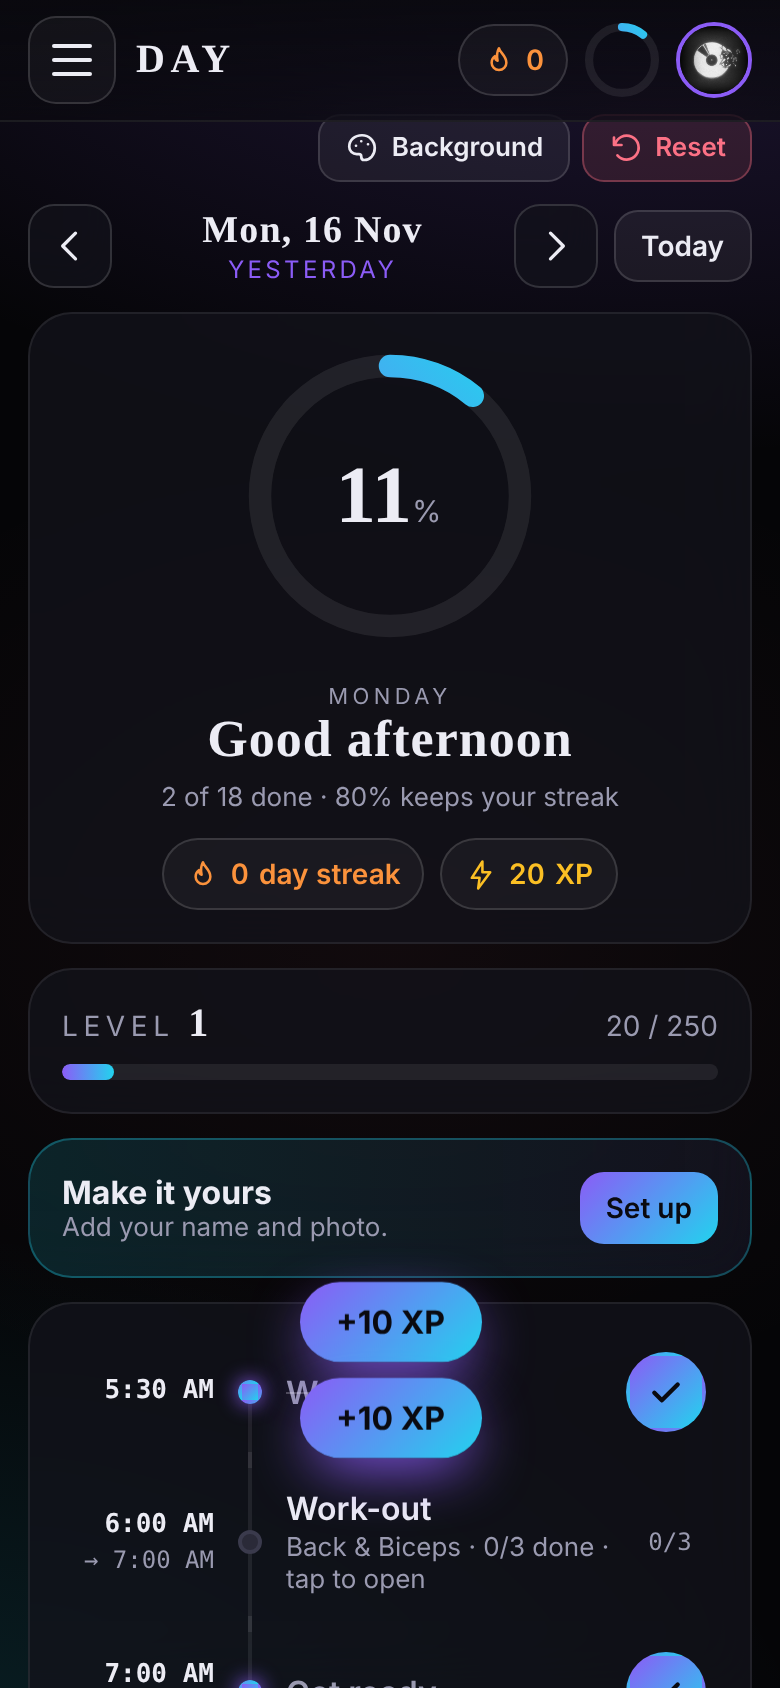 DAY
0
Background
Reset
Mon, 16 Nov
YESTERDAY
Today
11%
MONDAY
Good afternoon
2 of 18 done · 80% keeps your streak
0 day streak
20 XP
LEVEL 1
20 / 250
Make it yours
Add your name and photo.
Set up
+10 XP
5:30 AM
+10 XP
6:00 AM
→ 7:00 AM
Work-out
Back & Biceps · 0/3 done ·
tap to open
0/3
7:00 AM
Get ready